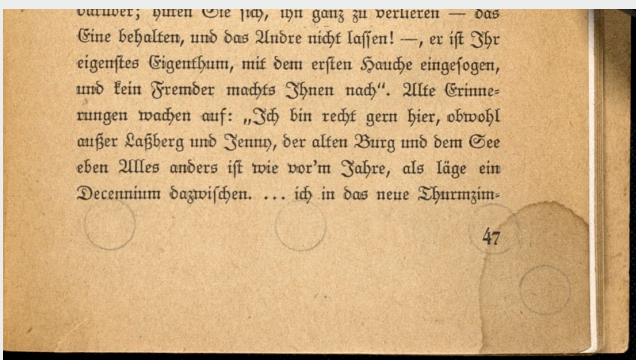 darüber; hüten Sie sich, ihn ganz zu verlieren — das
Eine behalten, und das Andre nicht lassen! —, er ist Ihr
eigenstes Eigenthum, mit dem ersten Hauche eingesogen,
und kein Fremder machts Ihnen nach“. Alte Erinne-
rungen wachen auf: „Ich bin recht gern hier, obwohl
außer Laßberg und Jenny, der alten Burg und dem See
eben Alles anders ist wie vor'm Jahre, als läge ein
Decennium dazwischen. ... ich in das neue Thurmzim-
47